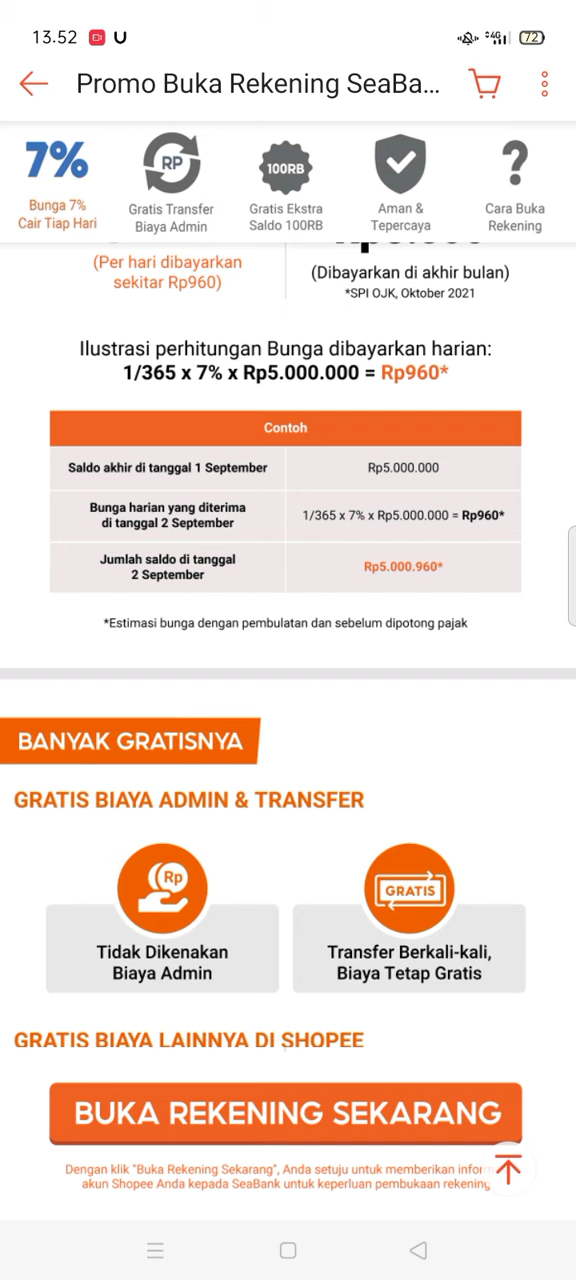 13.52
U
4G
72
Promo Buka Rekening SeaBa...
7%
RP
100RB
?
Bunga 7%
Cair Tiap Hari
Gratis Transfer
Biaya Admin
Gratis Ekstra
Saldo 100RB
Aman &
Tepercaya
Cara Buka
Rekening
(Per hari dibayarkan
sekitar Rp960)
(Dibayarkan di akhir bulan)
*SPI OJK, Oktober 2021
Ilustrasi perhitungan Bunga dibayarkan harian:
1/365 x 7% x Rp5.000.000 = Rp960*
Contoh
Saldo akhir di tanggal 1 September
Rp5.000.000
Bunga harian yang diterima
di tanggal 2 September
1/365 x 7% x Rp5.000.000 = Rp960*
Jumlah saldo di tanggal
2 September
Rp5.000.960*
*Estimasi bunga dengan pembulatan dan sebelum dipotong pajak
BANYAK GRATISNYA
GRATIS BIAYA ADMIN & TRANSFER
Rp
GRATIS
Tidak Dikenakan
Biaya Admin
Transfer Berkali-kali,
Biaya Tetap Gratis
GRATIS BIAYA LAINNYA DI SHOPEE
BUKA REKENING SEKARANG
Dengan klik "Buka Rekening Sekarang", Anda setuju untuk memberikan infor
akun Shopee Anda kepada SeaBank untuk keperluan pembukaan rekening